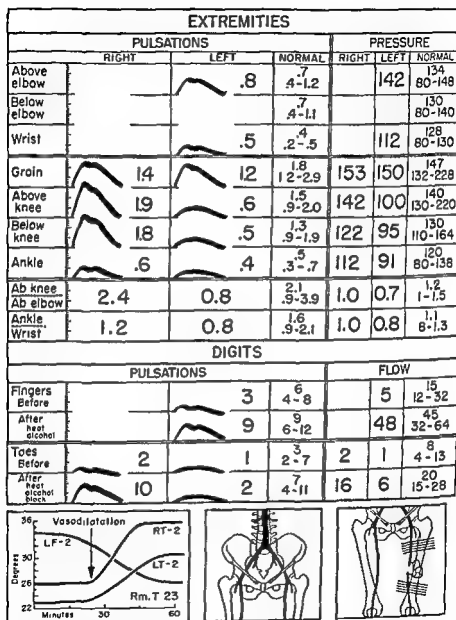 EXTREMITIES
PULSATIONS PRESSURE
RIGHT LEFT NORMAL RIGHT LEFT NORMAL
Above elbow .8 .7 .4-1.2 142 134 80-148
Below elbow .7 .4-1.1 130 80-140
Wrist .5 .4 .2-.5 112 128 80-130
Groin 1.4 1.2 1.8 1.2-2.9 153 150 147 132-228
Above knee 1.9 .6 1.5 .9-2.0 142 100 140 130-220
Below knee 1.8 .5 1.3 .9-1.9 122 95 130 110-164
Ankle .6 .4 .5 .3-.7 112 91 120 80-138
Ab knee Ab elbow 2.4 0.8 2.1 .9-3.9 1.0 0.7 1.2 1-1.5
Ankle Wrist 1.2 0.8 1.6 .9-2.1 1.0 0.8 1.1 8-1.3
DIGITS
PULSATIONS FLOW
Fingers Before 3 6 4-8 5 15 12-32
After heat alcohol 9 9 6-12 48 45 32-64
Toes Before 2 1 3 2-7 2 1 8 4-13
After heat alcohol block 10 2 7 4-11 16 6 20 15-28
36
Vasodilatation
RT-2
LF-2
LT-2
Rm. T 23
Degrees
30
26
22
Minutes 30 60